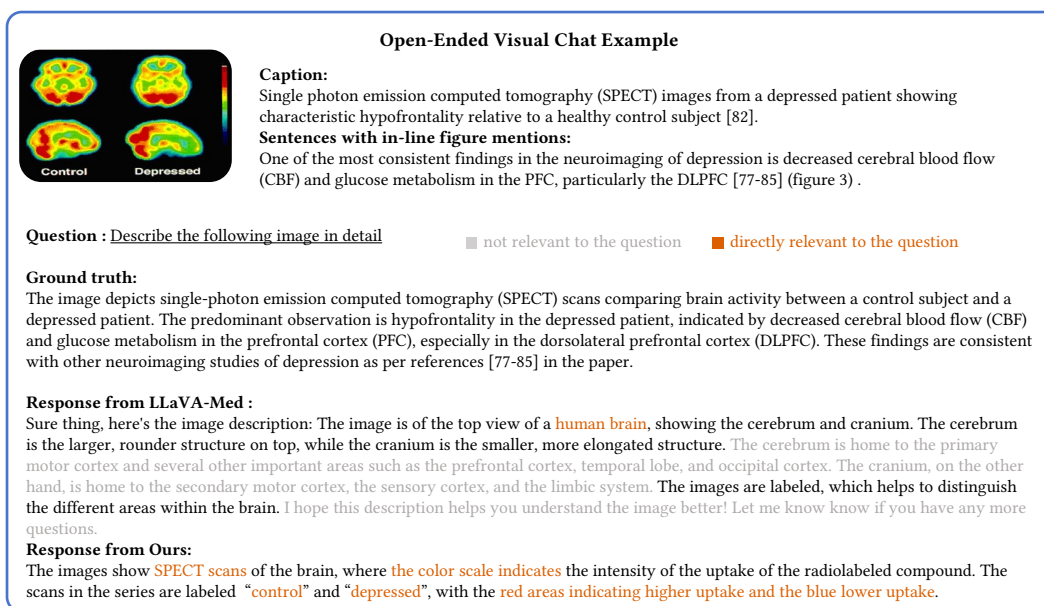 Open-Ended Visual Chat Example
Control Depressed
Caption:
Single photon emission computed tomography (SPECT) images from a depressed patient showing
characteristic hypofrontality relative to a healthy control subject [82].
Sentences with in-line figure mentions:
One of the most consistent findings in the neuroimaging of depression is decreased cerebral blood flow
(CBF) and glucose metabolism in the PFC, particularly the DLPFC [77-85] (figure 3) .
Question : Describe the following image in detail
not relevant to the question
directly relevant to the question
Ground truth:
The image depicts single-photon emission computed tomography (SPECT) scans comparing brain activity between a control subject and a
depressed patient. The predominant observation is hypofrontality in the depressed patient, indicated by decreased cerebral blood flow (CBF)
and glucose metabolism in the prefrontal cortex (PFC), especially in the dorsolateral prefrontal cortex (DLPFC). These findings are consistent
with other neuroimaging studies of depression as per references [77-85] in the paper.
Response from LLaVA-Med :
Sure thing, here's the image description: The image is of the top view of a human brain, showing the cerebrum and cranium. The cerebrum
is the larger, rounder structure on top, while the cranium is the smaller, more elongated structure. The cerebrum is home to the primary
motor cortex and several other important areas such as the prefrontal cortex, temporal lobe, and occipital cortex. The cranium, on the other
hand, is home to the secondary motor cortex, the sensory cortex, and the limbic system. The images are labeled, which helps to distinguish
the different areas within the brain. I hope this description helps you understand the image better! Let me know know if you have any more
questions.
Response from Ours:
The images show SPECT scans of the brain, where the color scale indicates the intensity of the uptake of the radiolabeled compound. The
scans in the series are labeled “control” and “depressed”, with the red areas indicating higher uptake and the blue lower uptake.